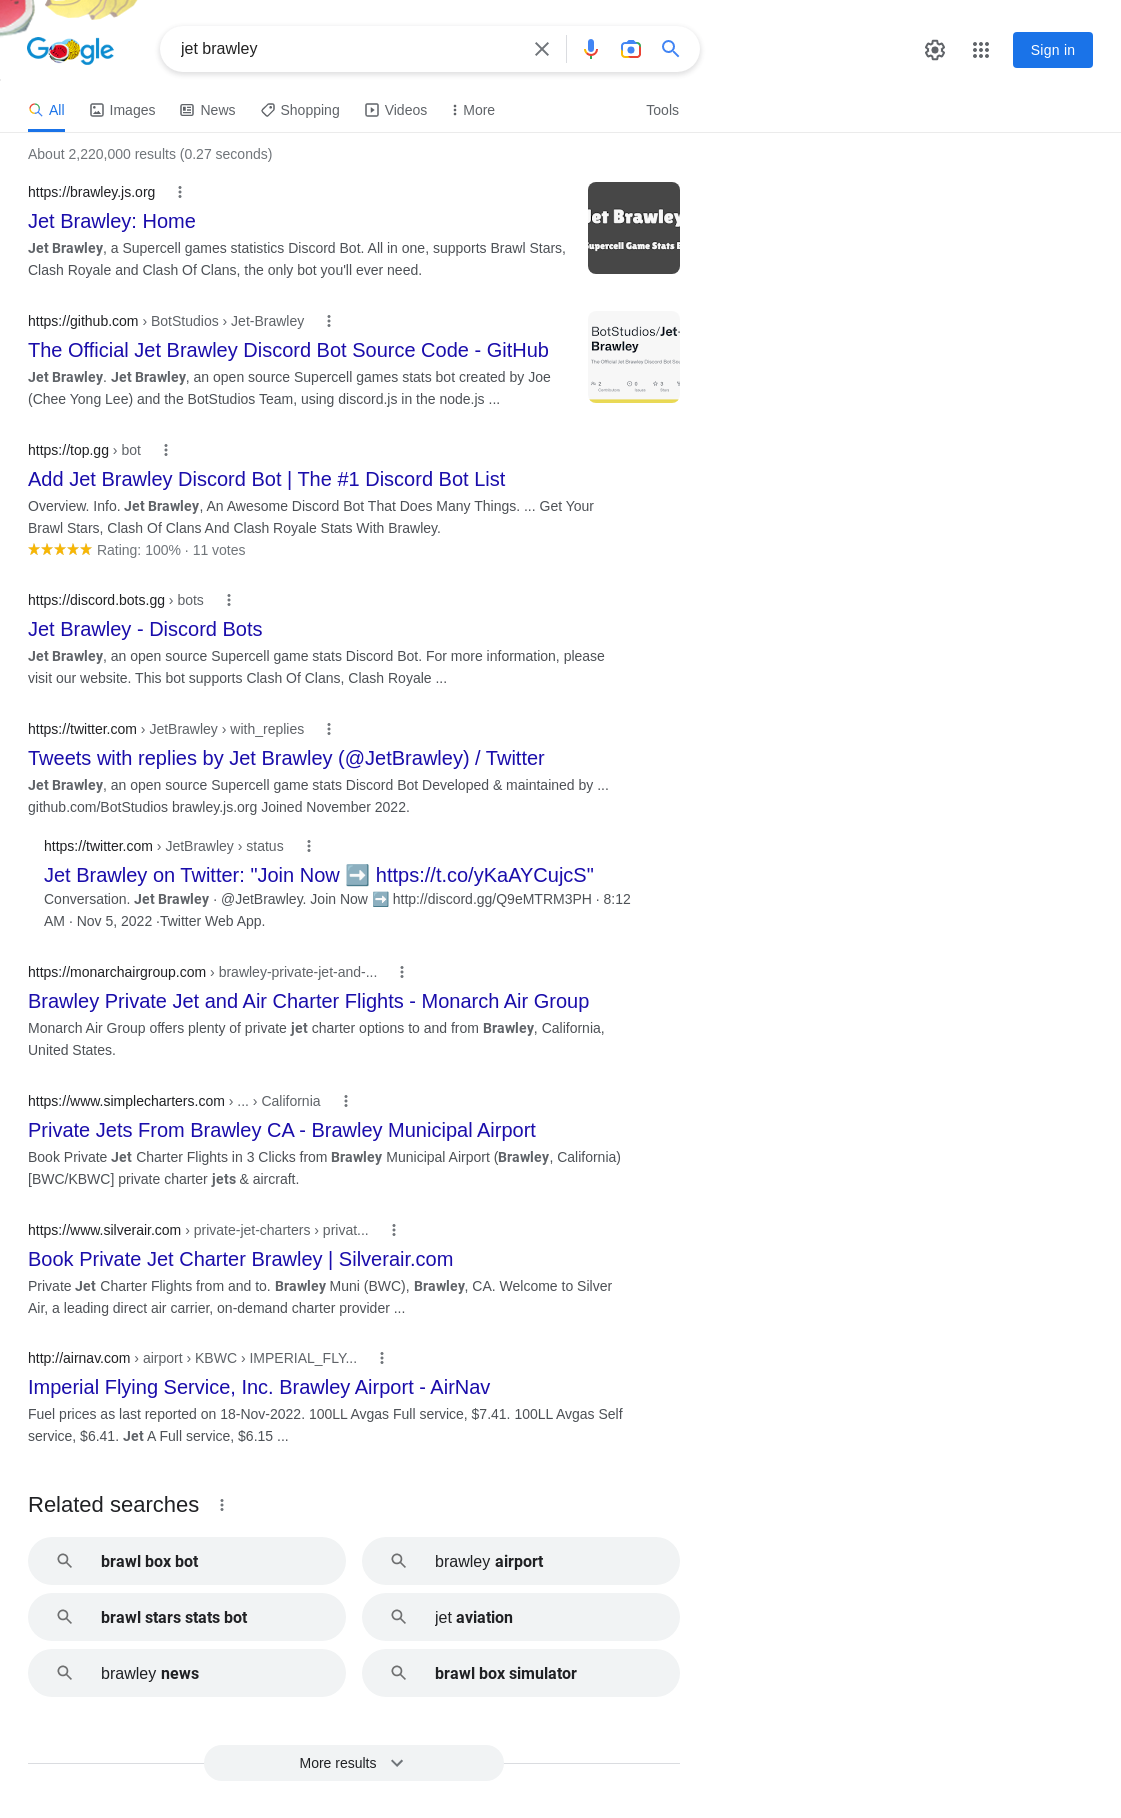 Google
jet brawley
Sign in
All Images News Shopping Videos More Tools
About 2,220,000 results (0.27 seconds)
https://brawley.js.org
Jet Brawley: Home
Jet Brawley, a Supercell games statistics Discord Bot. All in one, supports Brawl Stars,
Clash Royale and Clash Of Clans, the only bot you'll ever need.
Jet Brawley
Supercell Game Stats B
https://github.com › BotStudios › Jet-Brawley
The Official Jet Brawley Discord Bot Source Code - GitHub
Jet Brawley. Jet Brawley, an open source Supercell games stats bot created by Joe
(Chee Yong Lee) and the BotStudios Team, using discord.js in the node.js ...
BotStudios/Jet-
Brawley
The Official Jet Brawley Discord Bot Sou
2 0 3
Contributors Issues Stars
https://top.gg › bot
Add Jet Brawley Discord Bot | The #1 Discord Bot List
Overview. Info. Jet Brawley, An Awesome Discord Bot That Does Many Things. ... Get Your
Brawl Stars, Clash Of Clans And Clash Royale Stats With Brawley.
★★★★★ Rating: 100% · 11 votes
https://discord.bots.gg › bots
Jet Brawley - Discord Bots
Jet Brawley, an open source Supercell game stats Discord Bot. For more information, please
visit our website. This bot supports Clash Of Clans, Clash Royale ...
https://twitter.com › JetBrawley › with_replies
Tweets with replies by Jet Brawley (@JetBrawley) / Twitter
Jet Brawley, an open source Supercell game stats Discord Bot Developed & maintained by ...
github.com/BotStudios brawley.js.org Joined November 2022.
https://twitter.com › JetBrawley › status
Jet Brawley on Twitter: "Join Now ➡️ https://t.co/yKaAYCujcS"
Conversation. Jet Brawley · @JetBrawley. Join Now ➡️ http://discord.gg/Q9eMTRM3PH · 8:12
AM · Nov 5, 2022 ·Twitter Web App.
https://monarchairgroup.com › brawley-private-jet-and-...
Brawley Private Jet and Air Charter Flights - Monarch Air Group
Monarch Air Group offers plenty of private jet charter options to and from Brawley, California,
United States.
https://www.simplecharters.com › ... › California
Private Jets From Brawley CA - Brawley Municipal Airport
Book Private Jet Charter Flights in 3 Clicks from Brawley Municipal Airport (Brawley, California)
[BWC/KBWC] private charter jets & aircraft.
https://www.silverair.com › private-jet-charters › privat...
Book Private Jet Charter Brawley | Silverair.com
Private Jet Charter Flights from and to. Brawley Muni (BWC), Brawley, CA. Welcome to Silver
Air, a leading direct air carrier, on-demand charter provider ...
http://airnav.com › airport › KBWC › IMPERIAL_FLY...
Imperial Flying Service, Inc. Brawley Airport - AirNav
Fuel prices as last reported on 18-Nov-2022. 100LL Avgas Full service, $7.41. 100LL Avgas Self
service, $6.41. Jet A Full service, $6.15 ...
Related searches
brawl box bot
brawley airport
brawl stars stats bot
jet aviation
brawley news
brawl box simulator
More results